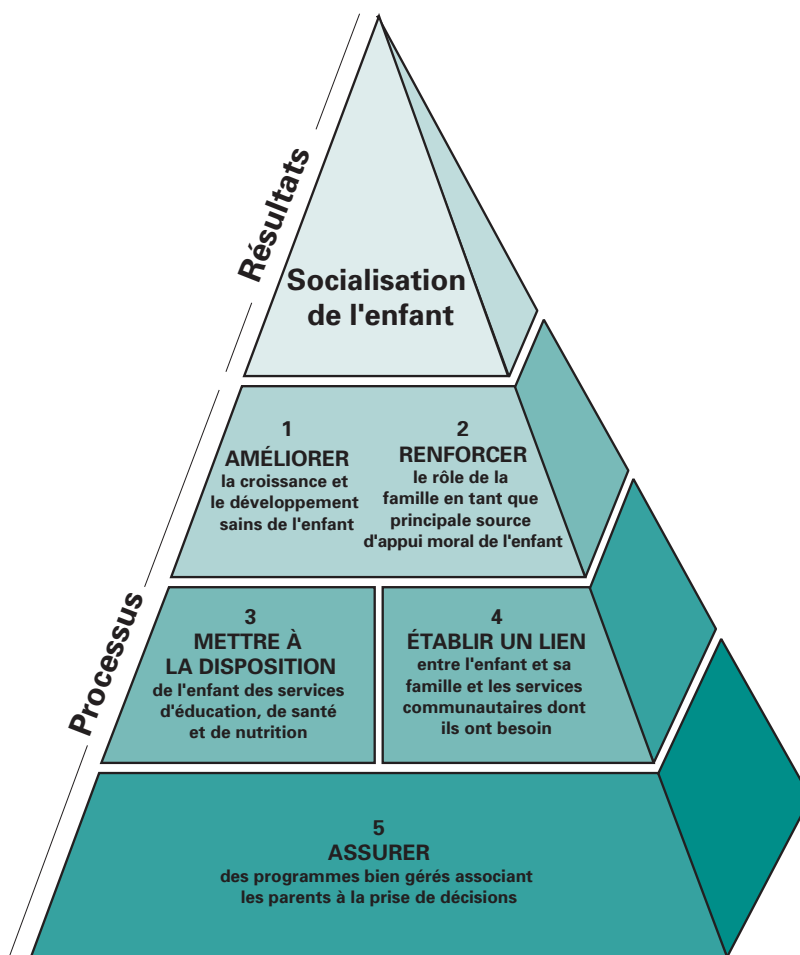 Résultats
Socialisation
de l'enfant
Processus
1
AMÉLIORER
la croissance et
le développement
sains de l'enfant
2
RENFORCER
le rôle de la
famille en tant que
principale source
d'appui moral de l'enfant
3
METTRE À
LA DISPOSITION
de l'enfant des services
d'éducation, de santé
et de nutrition
4
ÉTABLIR UN LIEN
entre l'enfant et sa
famille et les services
communautaires dont
ils ont besoin
5
ASSURER
des programmes bien gérés associant
les parents à la prise de décisions